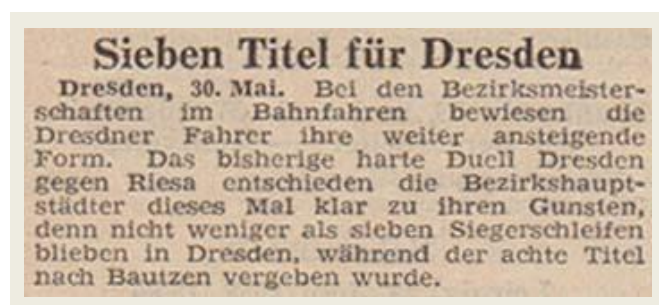 Sieben Titel für Dresden
Dresden, 30. Mai. Bei den Bezirksmeister-
schaften im Bahnfahren bewiesen die
Dresdner Fahrer ihre weiter ansteigende
Form. Das bisherige harte Duell Dresden
gegen Riesa entschieden die Bezirkshaupt-
städter dieses Mal klar zu ihren Gunsten,
denn nicht weniger als sieben Siegerschleifen
blieben in Dresden, während der achte Titel
nach Bautzen vergeben wurde.